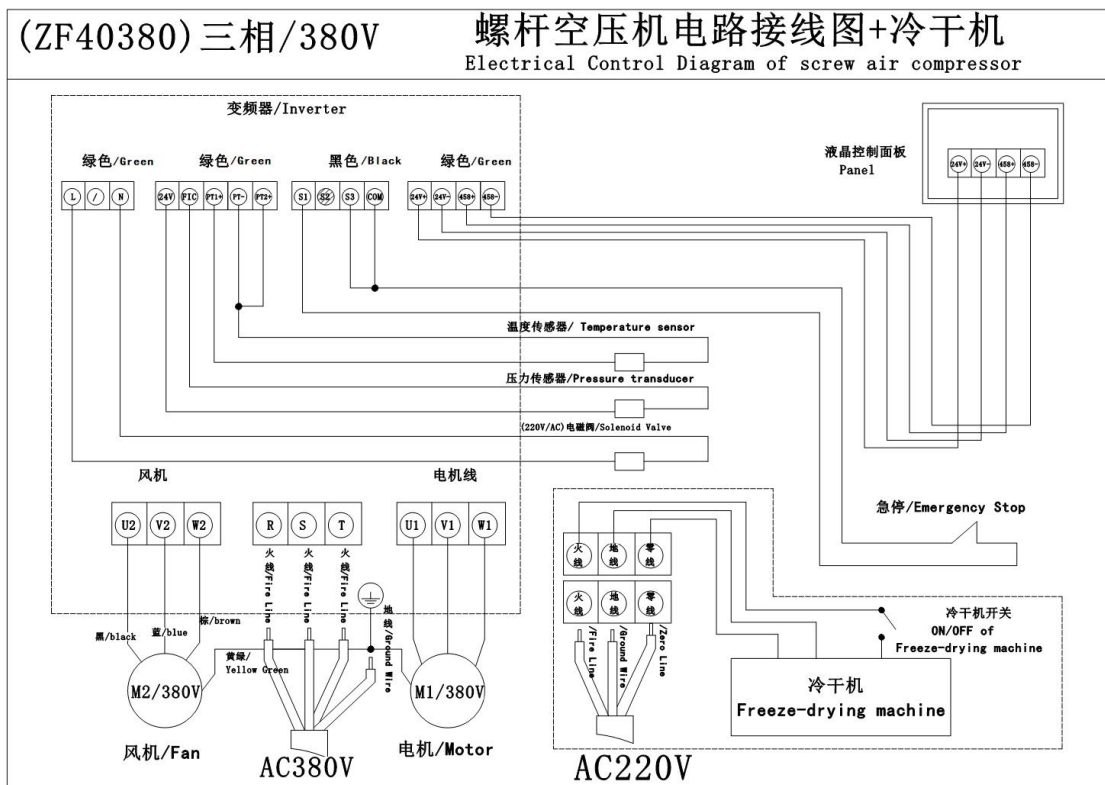 (ZF40380)三相/380V
螺杆空压机电路接线图+冷干机
Electrical Control Diagram of screw air compressor
变频器/Inverter
绿色/Green
绿色/Green
黑色/Black
绿色/Green
L / N
24V FIC PT1+ PT- PT2+
S1 S2 S3 COM
24V+ 24V- 458+ 458-
液晶控制面板
Panel
24V+ 24V- 458+ 458-
温度传感器/ Temperature sensor
压力传感器/Pressure transducer
(220V/AC)电磁阀/Solenoid Valve
风机
电机线
U2 V2 W2
R S T
U1 V1 W1
火线/Fire Line
火线/Fire Line
火线/Fire Line
地线/Ground Wire
黑/black
蓝/blue
棕/brown
黄绿/
Yellow Green
M2/380V
M1/380V
风机/Fan
AC380V
电机/Motor
急停/Emergency Stop
火线 地线 零线
火线 地线 零线
/Fire Line
/Ground Wire
/Zero Line
冷干机开关
ON/OFF of
Freeze-drying machine
冷干机
Freeze-drying machine
AC220V